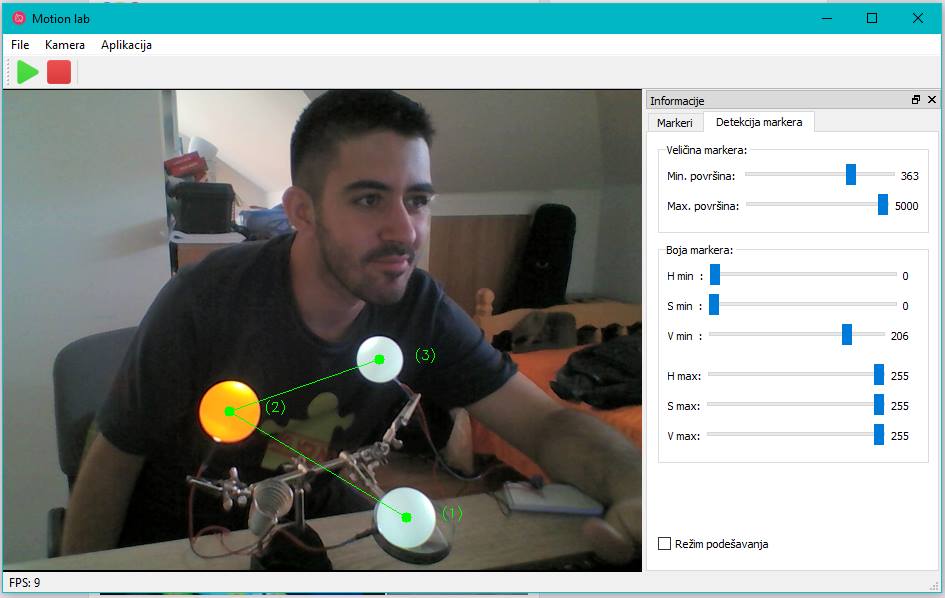 Motion lab
File Kamera Aplikacija
Informacije
Markeri Detekcija markera
Veličina markera:
Min. površina: 363
Max. površina: 5000
Boja markera:
H min : 0
S min : 0
V min : 206
H max: 255
S max: 255
V max: 255
Režim podešavanja
(3)
(2)
(1)
FPS: 9